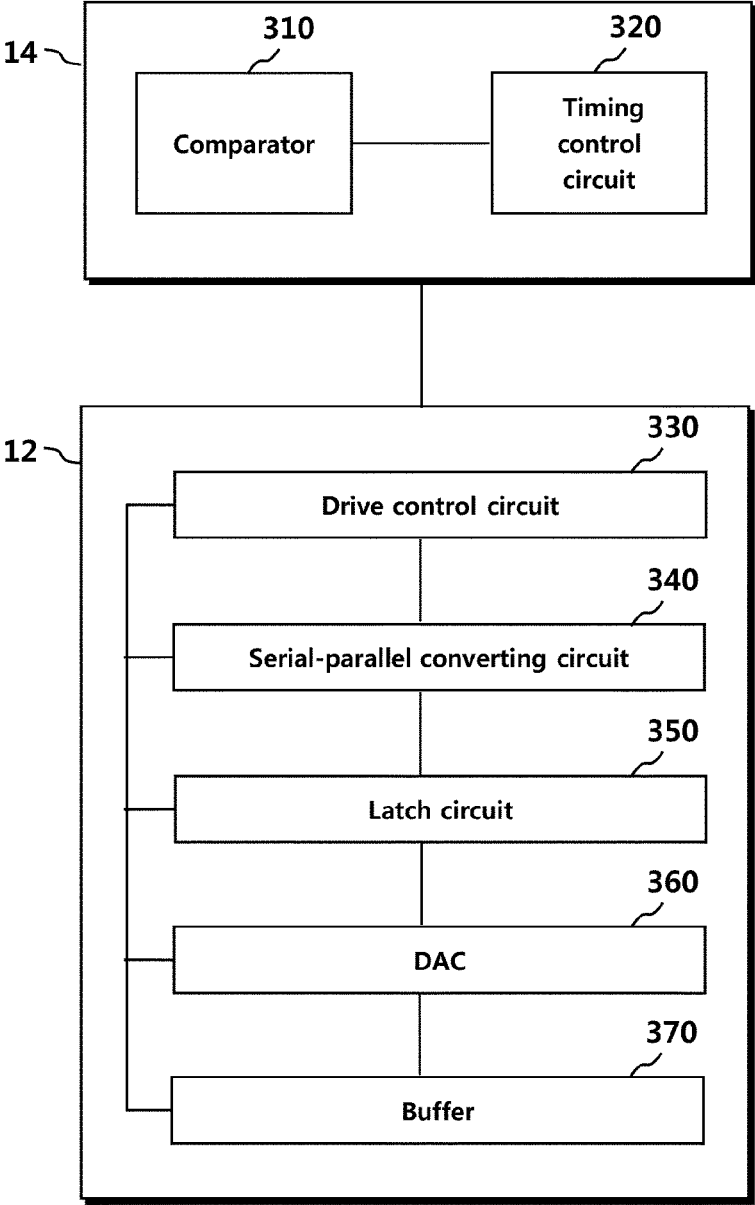 14
310
320
Comparator
Timing
control
circuit
12
330
Drive control circuit
340
Serial-parallel converting circuit
350
Latch circuit
360
DAC
370
Buffer